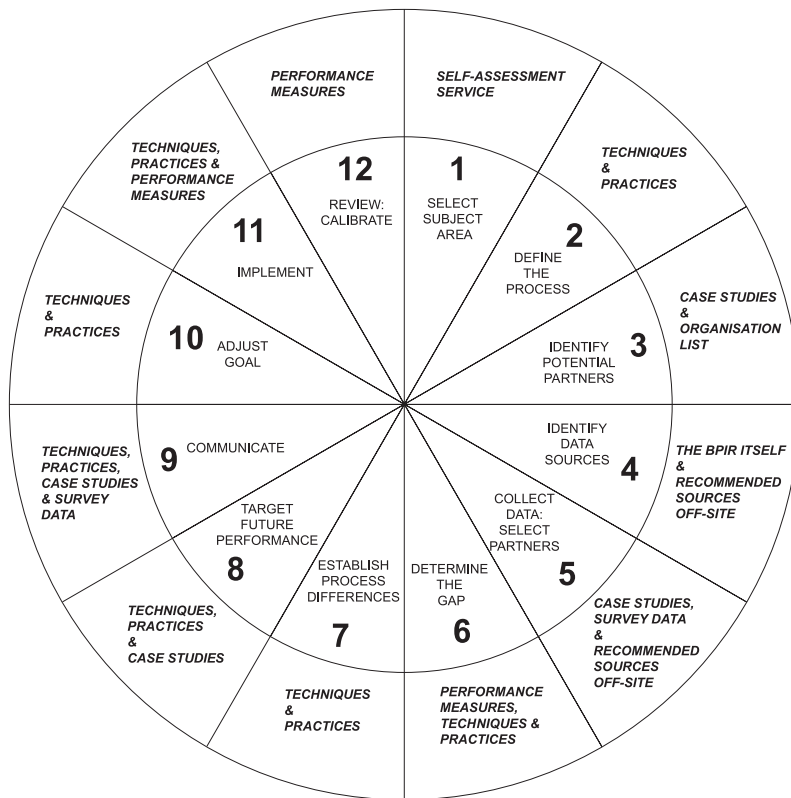 PERFORMANCE
MEASURES
SELF-ASSESSMENT
SERVICE
TECHNIQUES,
PRACTICES &
PERFORMANCE
MEASURES
TECHNIQUES
&
PRACTICES
12
REVIEW:
CALIBRATE
1
SELECT
SUBJECT
AREA
11
IMPLEMENT
2
DEFINE
THE
PROCESS
TECHNIQUES
&
PRACTICES
CASE STUDIES
&
ORGANISATION
LIST
10
ADJUST
GOAL
3
IDENTIFY
POTENTIAL
PARTNERS
TECHNIQUES,
PRACTICES,
CASE STUDIES
& SURVEY
DATA
9
COMMUNICATE
IDENTIFY
DATA
SOURCES
4
THE BPIR ITSELF
&
RECOMMENDED
SOURCES
OFF-SITE
TARGET
FUTURE
PERFORMANCE
8
COLLECT
DATA:
SELECT
PARTNERS
5
ESTABLISH
PROCESS
DIFFERENCES
7
DETERMINE
THE
GAP
6
TECHNIQUES,
PRACTICES
&
CASE STUDIES
CASE STUDIES,
SURVEY DATA
&
RECOMMENDED
SOURCES
OFF-SITE
TECHNIQUES
&
PRACTICES
PERFORMANCE
MEASURES,
TECHNIQUES &
PRACTICES